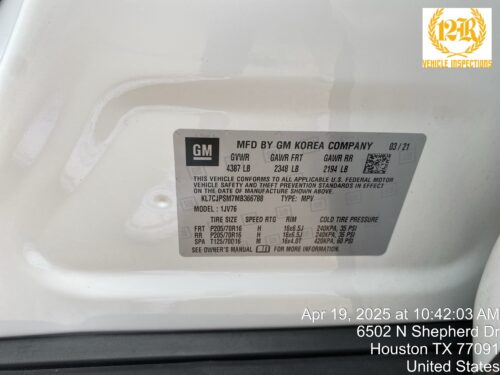 12R
VEHICLE INSPECTIONS
GM
MFD BY GM KOREA COMPANY 03/21
GVWR GAWR FRT GAWR RR
4387 LB 2348 LB 2194 LB
THIS VEHICLE CONFORMS TO ALL APPLICABLE U.S. FEDERAL MOTOR
VEHICLE SAFETY, BUMPER, AND THEFT PREVENTION STANDARDS
IN EFFECT ON THE DATE OF MANUFACTURE SHOWN ABOVE.
KL7CJPSM7MB366788 TYPE: MPV
MODEL: 1JV76
TIRE SIZE SPEED RTG RIM COLD TIRE PRESSURE
FRT P205/70R16 H 16x6.5J 240KPA, 35 PSI
RR P205/70R16 H 16x6.5J 240KPA, 35 PSI
SPA T125/70D16 M 16x4.0T 420KPA, 60 PSI
SEE OWNER'S MANUAL FOR MORE INFORMATION.
Apr 19, 2025 at 10:42:03 AM
6502 N Shepherd Dr
Houston TX 77091
United States